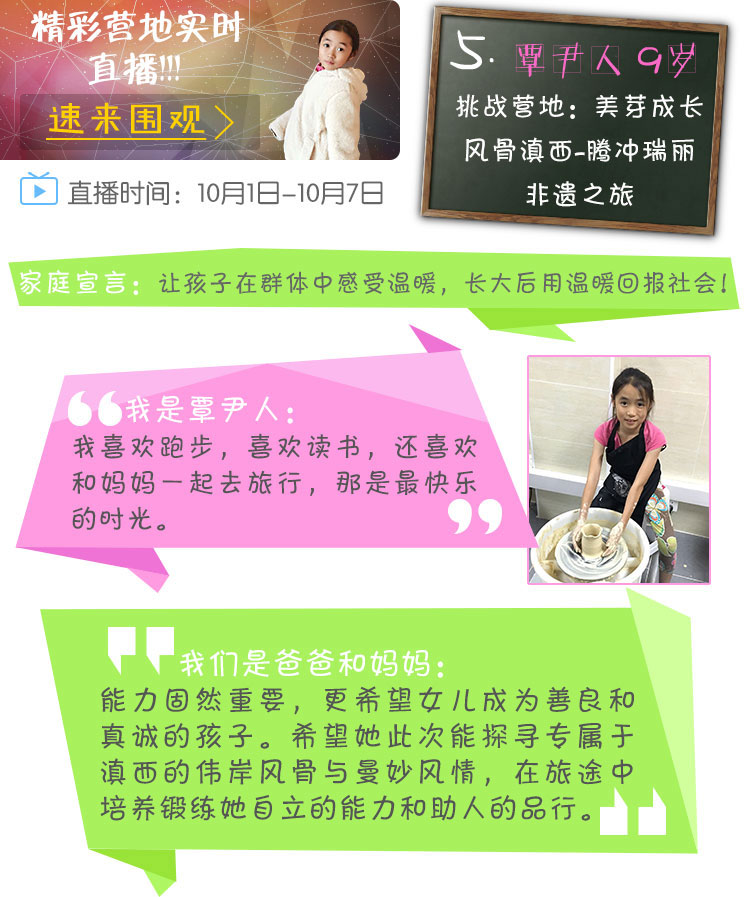 精彩营地实时
直播!!!
速来围观
直播时间：10月1日-10月7日
5. 覃尹人 9岁
挑战营地：美芽成长
风骨滇西-腾冲瑞丽
非遗之旅
家庭宣言：让孩子在群体中感受温暖，长大后用温暖回报社会！
我是覃尹人：
我喜欢跑步，喜欢读书，还喜欢
和妈妈一起去旅行，那是最快乐
的时光。
我们是爸爸和妈妈：
能力固然重要，更希望女儿成为善良和
真诚的孩子。希望她此次能探寻专属于
滇西的伟岸风骨与曼妙风情，在旅途中
培养锻练她自立的能力和助人的品行。